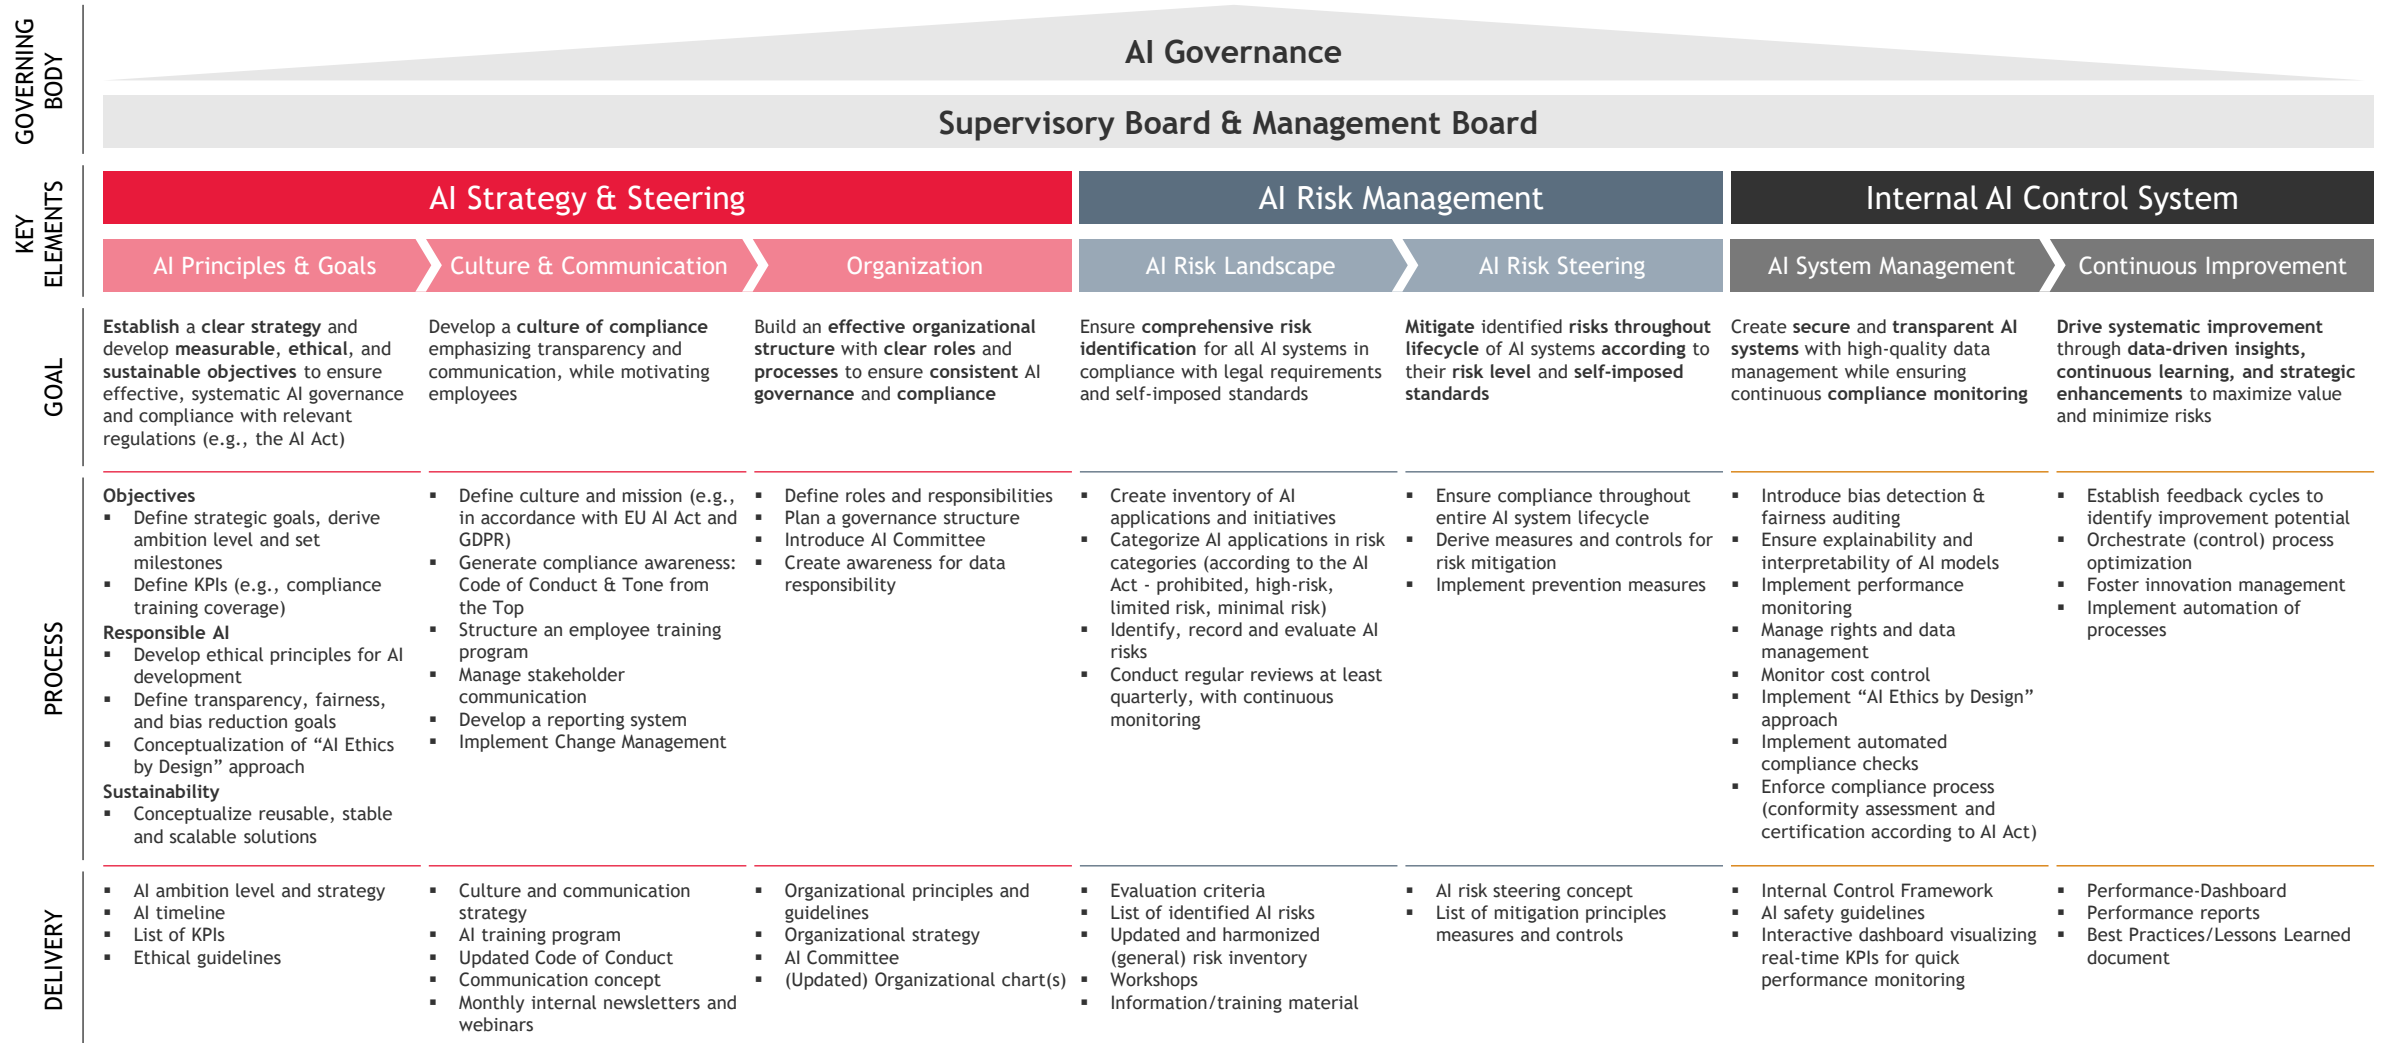 GOVERNING
BODY
AI Governance
Supervisory Board & Management Board
KEY
ELEMENTS
AI Strategy & Steering
AI Risk Management
Internal AI Control System
AI Principles & Goals
Culture & Communication
Organization
AI Risk Landscape
AI Risk Steering
AI System Management
Continuous Improvement
GOAL
Establish a clear strategy and
develop measurable, ethical, and
sustainable objectives to ensure
effective, systematic AI governance
and compliance with relevant
regulations (e.g., the AI Act)
Develop a culture of compliance
emphasizing transparency and
communication, while motivating
employees
Build an effective organizational
structure with clear roles and
processes to ensure consistent AI
governance and compliance
Ensure comprehensive risk
identification for all AI systems in
compliance with legal requirements
and self-imposed standards
Mitigate identified risks throughout
lifecycle of AI systems according to
their risk level and self-imposed
standards
Create secure and transparent AI
systems with high-quality data
management while ensuring
continuous compliance monitoring
Drive systematic improvement
through data-driven insights,
continuous learning, and strategic
enhancements to maximize value
and minimize risks
PROCESS
Objectives
▪ Define strategic goals, derive
ambition level and set
milestones
▪ Define KPIs (e.g., compliance
training coverage)
Responsible AI
▪ Develop ethical principles for AI
development
▪ Define transparency, fairness,
and bias reduction goals
▪ Conceptualization of “AI Ethics
by Design” approach
Sustainability
▪ Conceptualize reusable, stable
and scalable solutions
▪ Define culture and mission (e.g.,
in accordance with EU AI Act and
GDPR)
▪ Generate compliance awareness:
Code of Conduct & Tone from
the Top
▪ Structure an employee training
program
▪ Manage stakeholder
communication
▪ Develop a reporting system
▪ Implement Change Management
▪ Define roles and responsibilities
▪ Plan a governance structure
▪ Introduce AI Committee
▪ Create awareness for data
responsibility
▪ Create inventory of AI
applications and initiatives
▪ Categorize AI applications in risk
categories (according to the AI
Act - prohibited, high-risk,
limited risk, minimal risk)
▪ Identify, record and evaluate AI
risks
▪ Conduct regular reviews at least
quarterly, with continuous
monitoring
▪ Ensure compliance throughout
entire AI system lifecycle
▪ Derive measures and controls for
risk mitigation
▪ Implement prevention measures
▪ Introduce bias detection &
fairness auditing
▪ Ensure explainability and
interpretability of AI models
▪ Implement performance
monitoring
▪ Manage rights and data
management
▪ Monitor cost control
▪ Implement “AI Ethics by Design”
approach
▪ Implement automated
compliance checks
▪ Enforce compliance process
(conformity assessment and
certification according to AI Act)
▪ Establish feedback cycles to
identify improvement potential
▪ Orchestrate (control) process
optimization
▪ Foster innovation management
▪ Implement automation of
processes
DELIVERY
▪ AI ambition level and strategy
▪ AI timeline
▪ List of KPIs
▪ Ethical guidelines
▪ Culture and communication
strategy
▪ AI training program
▪ Updated Code of Conduct
▪ Communication concept
▪ Monthly internal newsletters and
webinars
▪ Organizational principles and
guidelines
▪ Organizational strategy
▪ AI Committee
▪ (Updated) Organizational chart(s)
▪ Evaluation criteria
▪ List of identified AI risks
▪ Updated and harmonized
(general) risk inventory
▪ Workshops
▪ Information/training material
▪ AI risk steering concept
▪ List of mitigation principles
measures and controls
▪ Internal Control Framework
▪ AI safety guidelines
▪ Interactive dashboard visualizing
real-time KPIs for quick
performance monitoring
▪ Performance-Dashboard
▪ Performance reports
▪ Best Practices/Lessons Learned
document